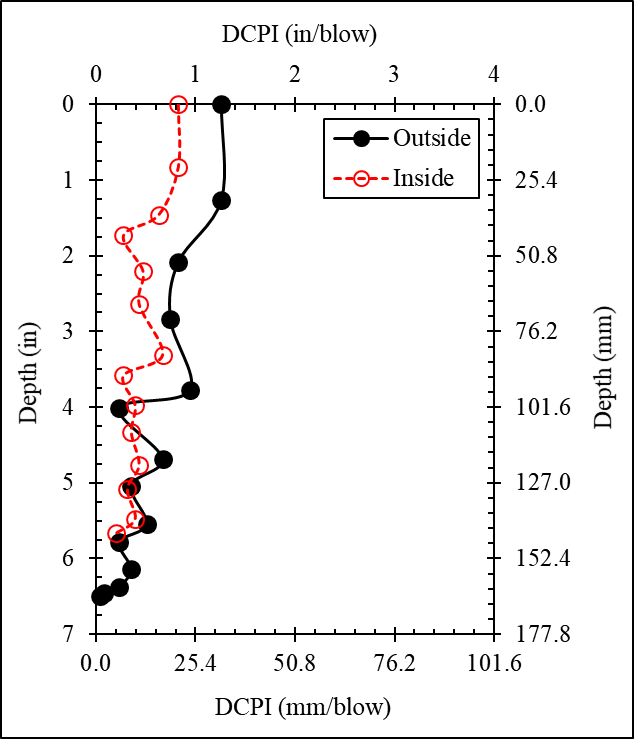 DCPI (in/blow)
0 1 2 3 4
Outside
Inside
0 0.0
1 25.4
2 50.8
3 76.2
4 101.6
5 127.0
6 152.4
7 177.8
Depth (in)
Depth (mm)
0.0 25.4 50.8 76.2 101.6
DCPI (mm/blow)